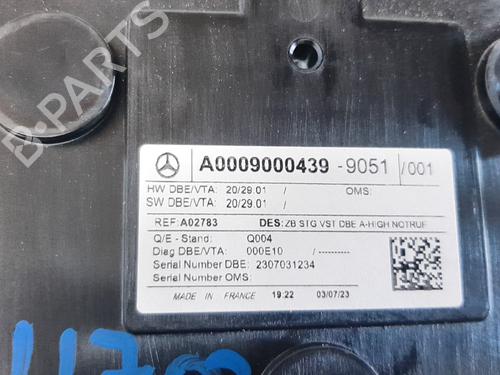 B-PARTS
A0009000439 -9051 /001
HW DBE/VTA: 20/29.01 / OMS:
SW DBE/VTA: 20/29.01 /
REF: A02783 DES: ZB STG VST DBE A-HIGH NOTRUF
Q/E - Stand: Q004
Diag DBE/VTA: 000E10 /
Serial Number DBE: 2307031234
Serial Number OMS:
MADE IN FRANCE 19:22 03/07/23